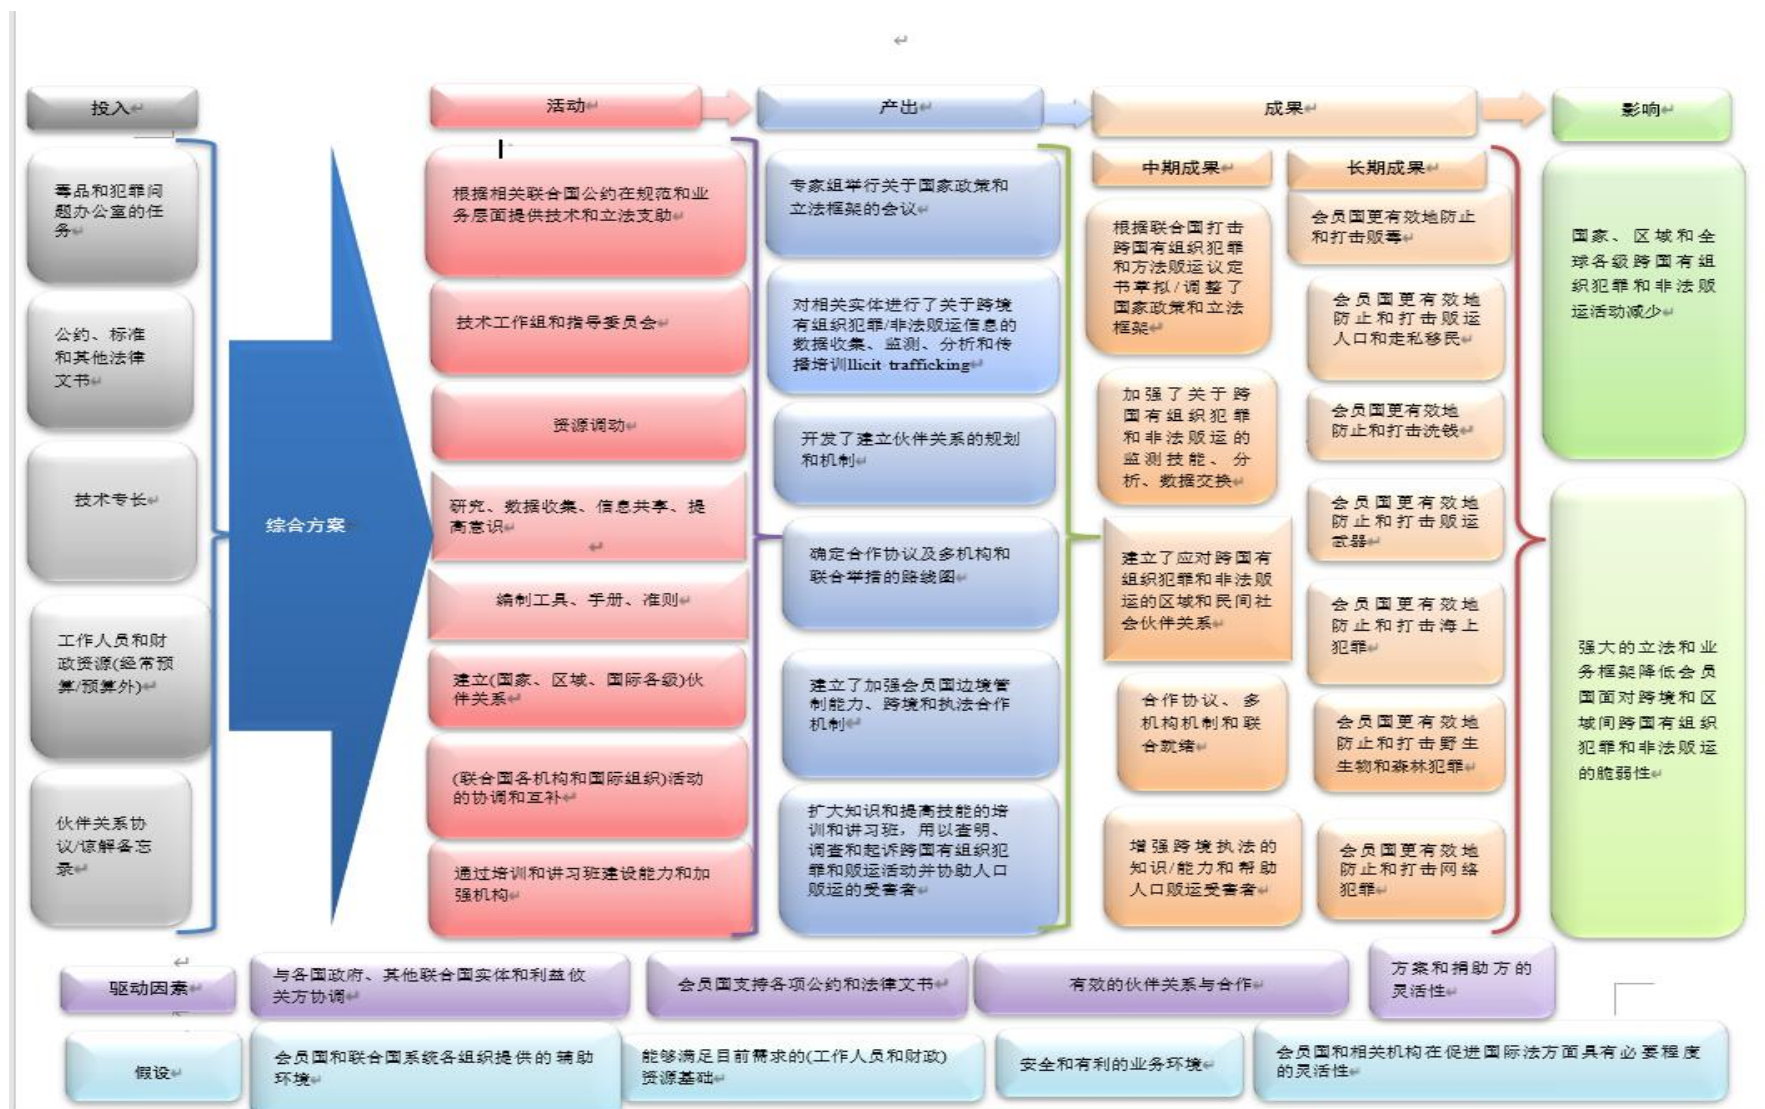 投入
活动
产出
成果
影响
毒品和犯罪问
题办公室的任
务
公约、标准
和其他法律
文书
技术专长
工作人员和财
政资源(经常预
算/预算外)
伙伴关系协
议/谅解备忘
录
综合方案
根据相关联合国公约在规范和业
务层面提供技术和立法支助
技术工作组和指导委员会
资源调动
研究、数据收集、信息共享、提
高意识
编制工具、手册、准则
建立(国家、区域、国际各级)伙
伴关系
(联合国各机构和国际组织)活动
的协调和互补
通过培训和讲习班建设能力和加
强机构
专家组举行关于国家政策和
立法框架的会议
对相关实体进行了关于跨境
有组织犯罪/非法贩运信息的
数据收集、监测、分析和传
播培训llicit trafficking
开发了建立伙伴关系的规划
和机制
确定合作协议及多机构和
联合举措的路线图
建立了加强会员国边境管
制能力、跨境和执法合作
机制
扩大知识和提高技能的培
训和讲习班，用以查明、
调查和起诉跨国有组织犯
罪和贩运活动并协助人口
贩运的受害者
中期成果
根据联合国打击
跨国有组织犯罪
和方法贩运议定
书草拟/调整了
国家政策和立法
框架
加强了关于跨
国有组织犯罪
和非法贩运的
监测技能、分
析、数据交换
建立了应对跨国有
组织犯罪和非法贩
运的区域和民间社
会伙伴关系
合作协议、多
机构机制和联
合就绪
增强跨境执法的
知识/能力和帮助
人口贩运受害者
长期成果
会员国更有效地防止
和打击贩毒
会员国更有效地
防止和打击贩运
人口和走私移民
会员国更有效地
防止和打击洗钱
会员国更有效地
防止和打击贩运
武器
会员国更有效地
防止和打击海上
犯罪
会员国更有效地
防止和打击野生
生物和森林犯罪
会员国更有效地
防止和打击网络
犯罪
国家、区域和全
球各级跨国有组
织犯罪和非法贩
运活动减少
强大的立法和业
务框架降低会员
国面对跨境和区
域间跨国有组织
犯罪和非法贩运
的脆弱性
驱动因素
与各国政府、其他联合国实体和利益攸
关方协调
会员国支持各项公约和法律文书
有效的伙伴关系与合作
方案和捐助方的
灵活性
假设
会员国和联合国系统各组织提供的辅助
环境
能够满足目前需求的(工作人员和财政)
资源基础
安全和有利的业务环境
会员国和相关机构在促进国际法方面具有必要程度
的灵活性